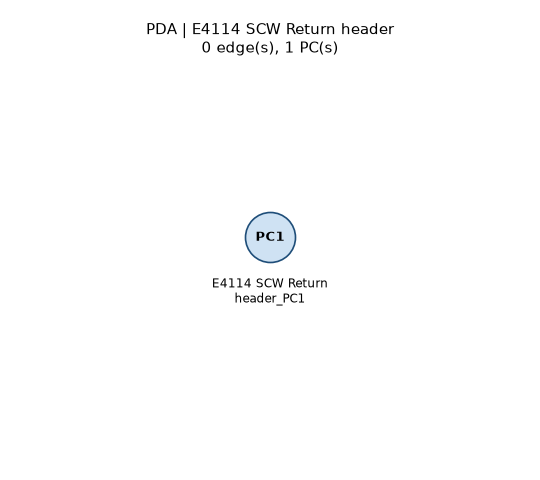 PDA | E4114 SCW Return header
0 edge(s), 1 PC(s)
PC1
E4114 SCW Return
header_PC1